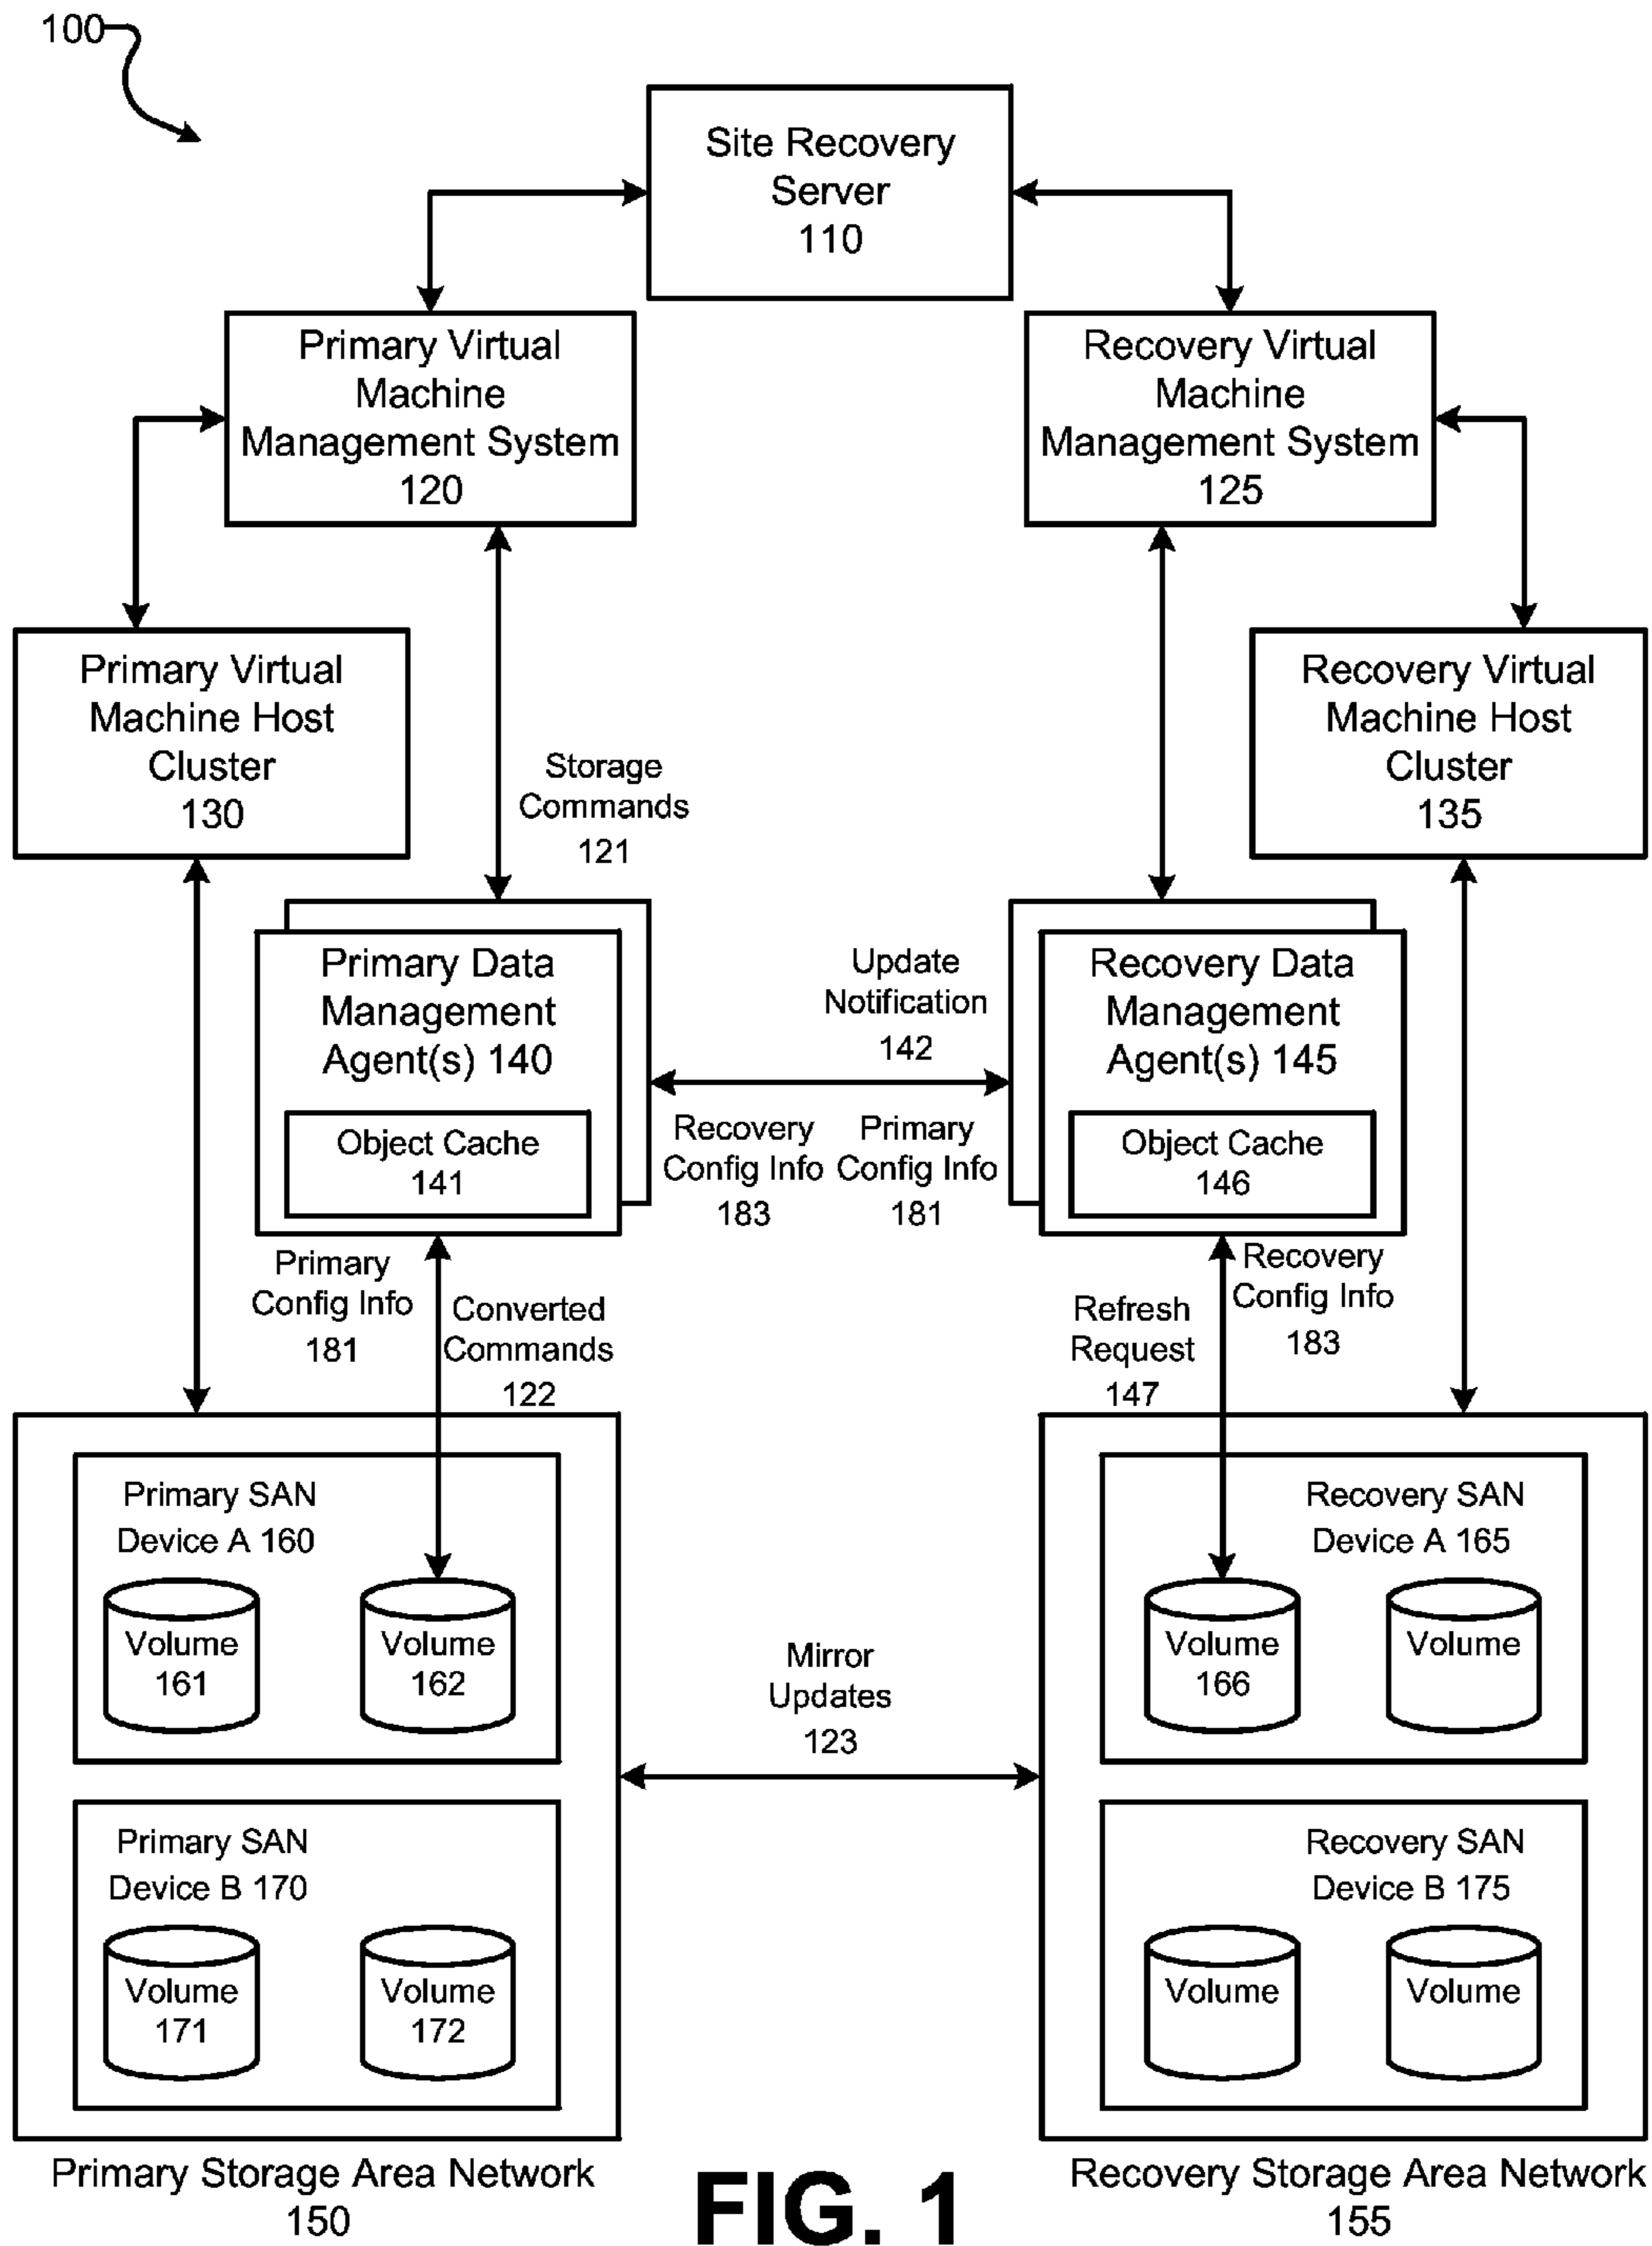 100
Site Recovery
Server
110
Primary Virtual
Machine
Management System
120
Recovery Virtual
Machine
Management System
125
Primary Virtual
Machine Host
Cluster
130
Recovery Virtual
Machine Host
Cluster
135
Storage
Commands
121
Primary Data
Management
Agent(s) 140
Object Cache
141
Update
Notification
142
Recovery
Config Info
183
Primary
Config Info
181
Recovery Data
Management
Agent(s) 145
Object Cache
146
Primary
Config Info
181
Converted
Commands
122
Refresh
Request
147
Recovery
Config Info
183
Primary SAN
Device A 160
Volume
161
Volume
162
Recovery SAN
Device A 165
Volume
166
Volume
Mirror
Updates
123
Primary SAN
Device B 170
Volume
171
Volume
172
Recovery SAN
Device B 175
Volume
Volume
Primary Storage Area Network
150
FIG. 1
Recovery Storage Area Network
155